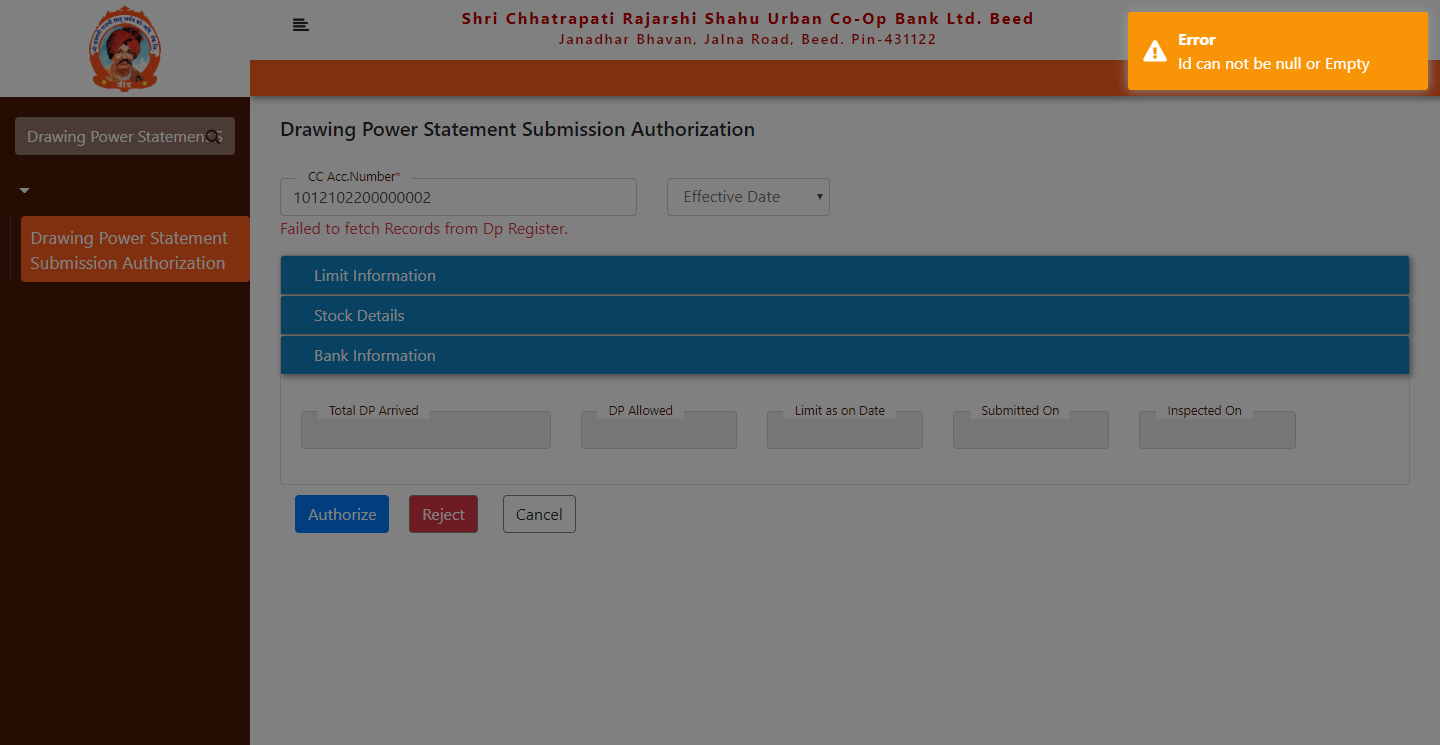 Shri Chhatrapati Rajarshi Shahu Urban Co-Op Bank Ltd. Beed
Janadhar Bhavan, Jalna Road, Beed. Pin-431122
Error
Id can not be null or Empty
Drawing Power Statement S
Drawing Power Statement
Submission Authorization
Drawing Power Statement Submission Authorization
CC Acc.Number*
1012102200000002
Effective Date
Failed to fetch Records from Dp Register.
Limit Information
Stock Details
Bank Information
Total DP Arrived
DP Allowed
Limit as on Date
Submitted On
Inspected On
Authorize
Reject
Cancel